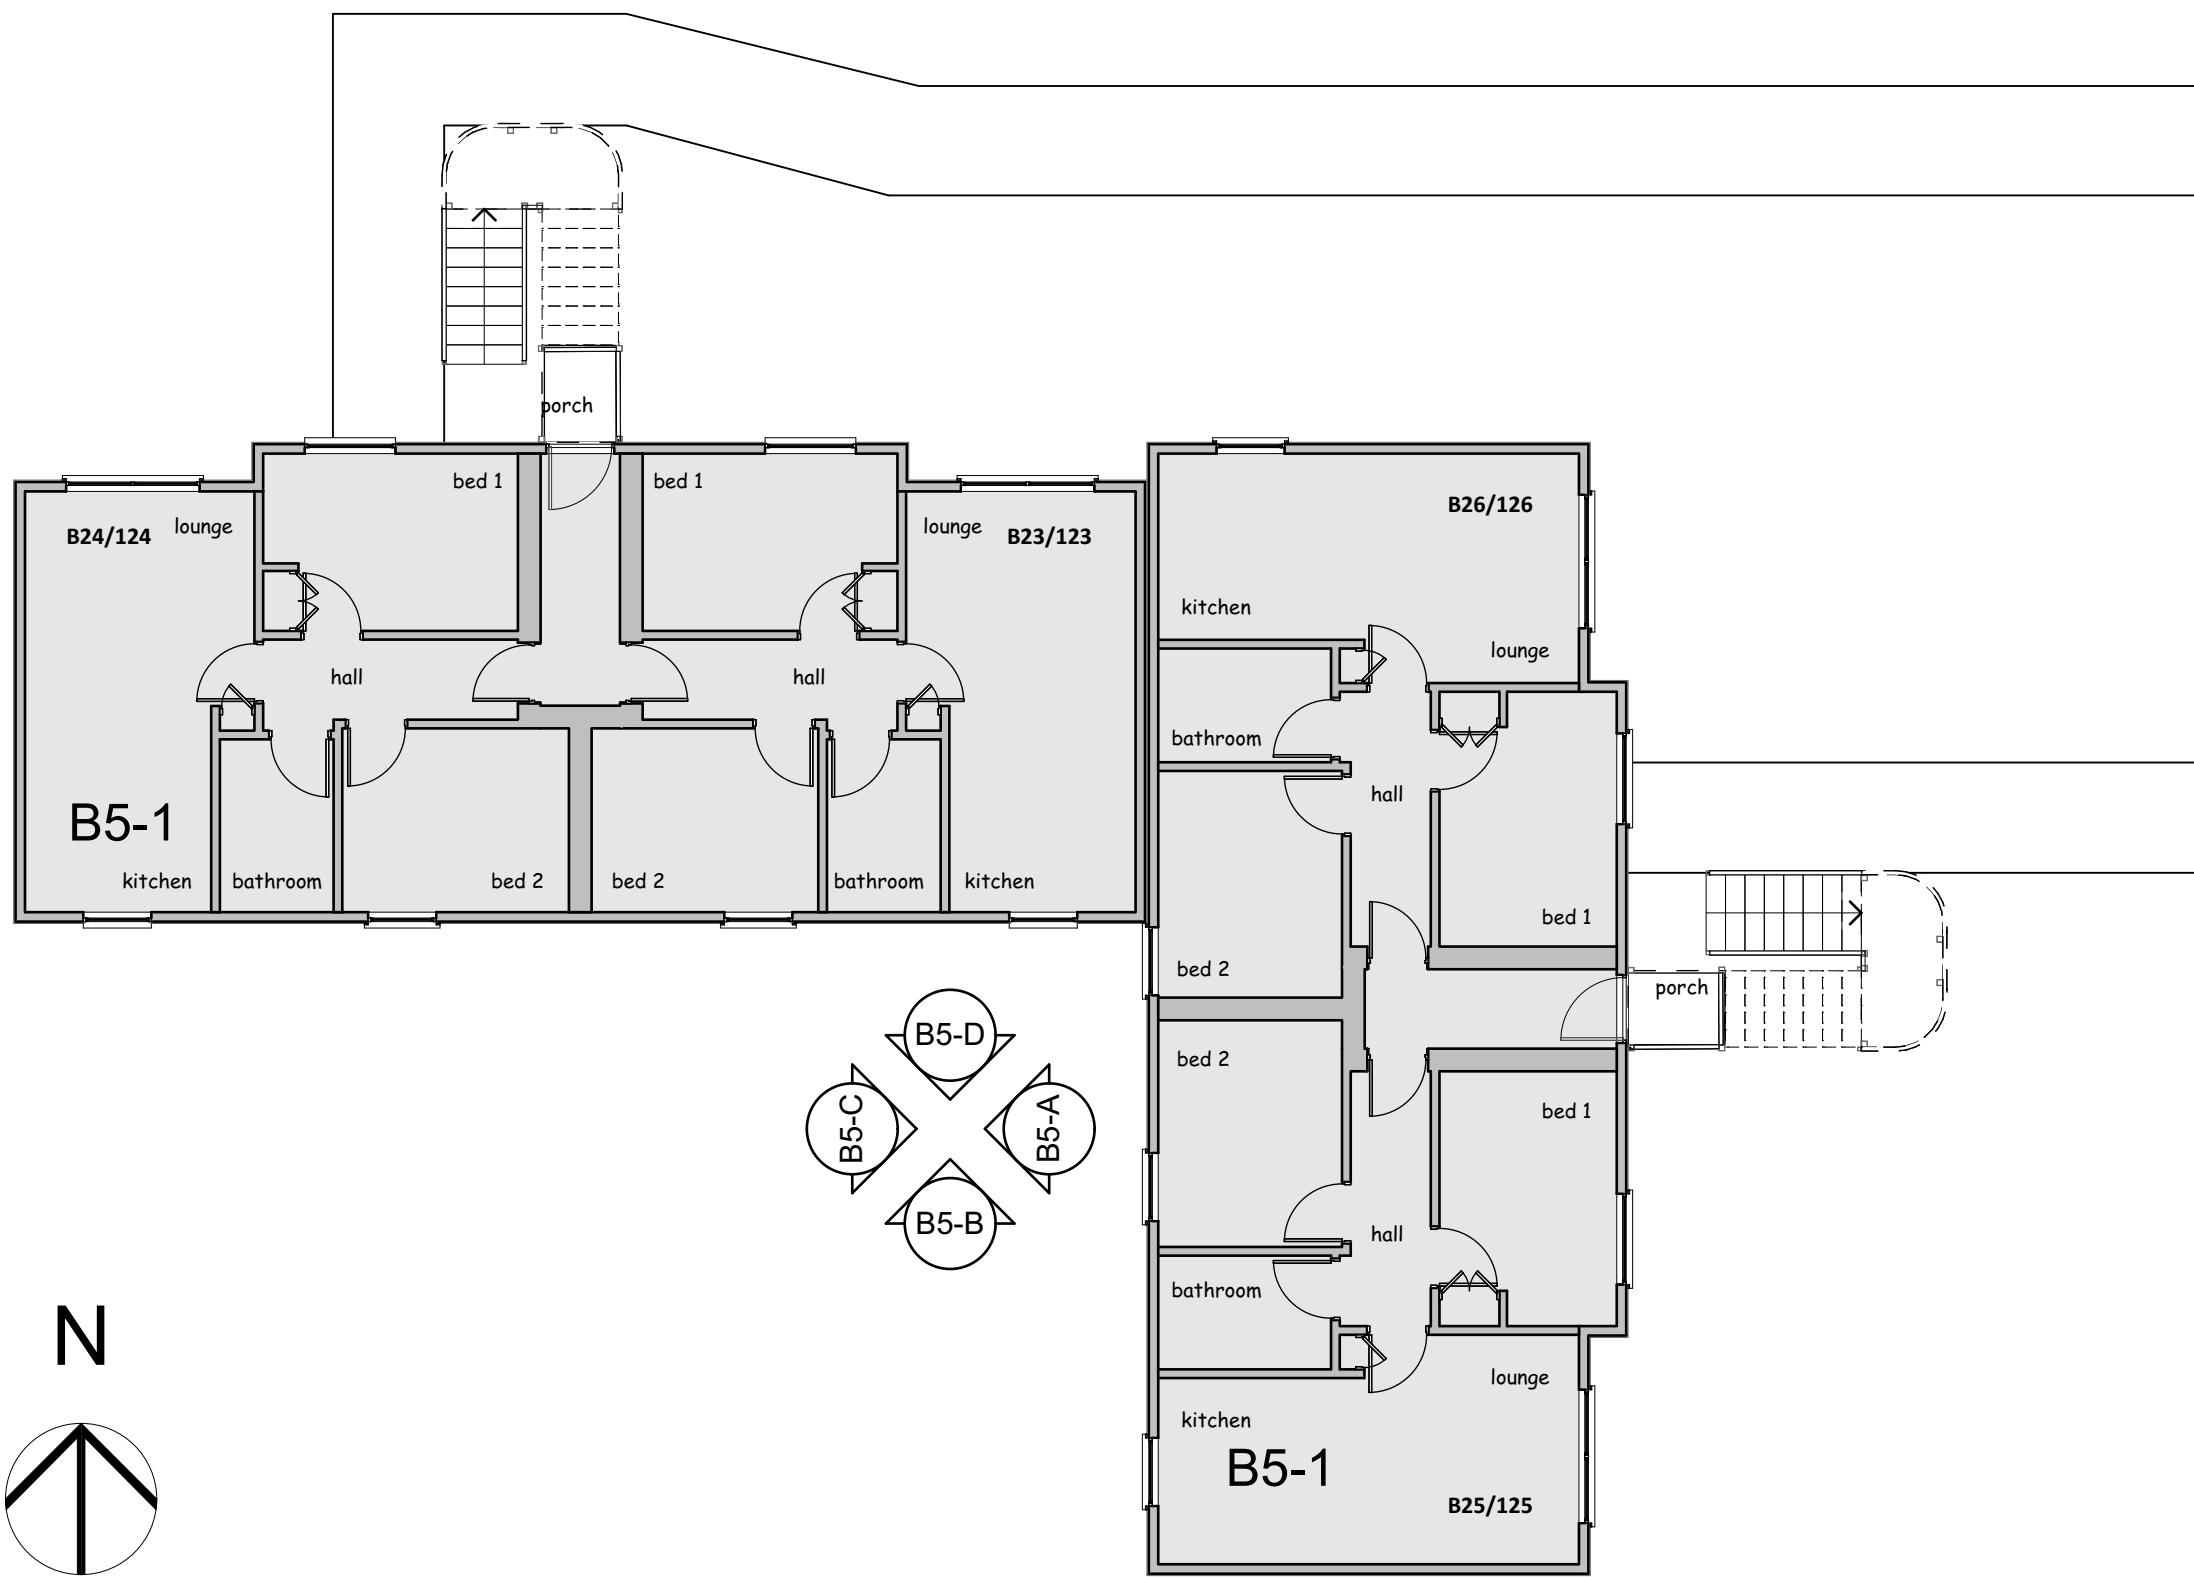 porch
bed 1
bed 1
B24/124
lounge
lounge
B23/123
B26/126
kitchen
lounge
hall
hall
bathroom
hall
B5-1
kitchen
bathroom
bed 2
bed 2
bathroom
kitchen
bed 1
bed 2
porch
B5-D
B5-C
B5-A
B5-B
bed 2
bed 1
hall
bathroom
N
lounge
kitchen
B5-1
B25/125